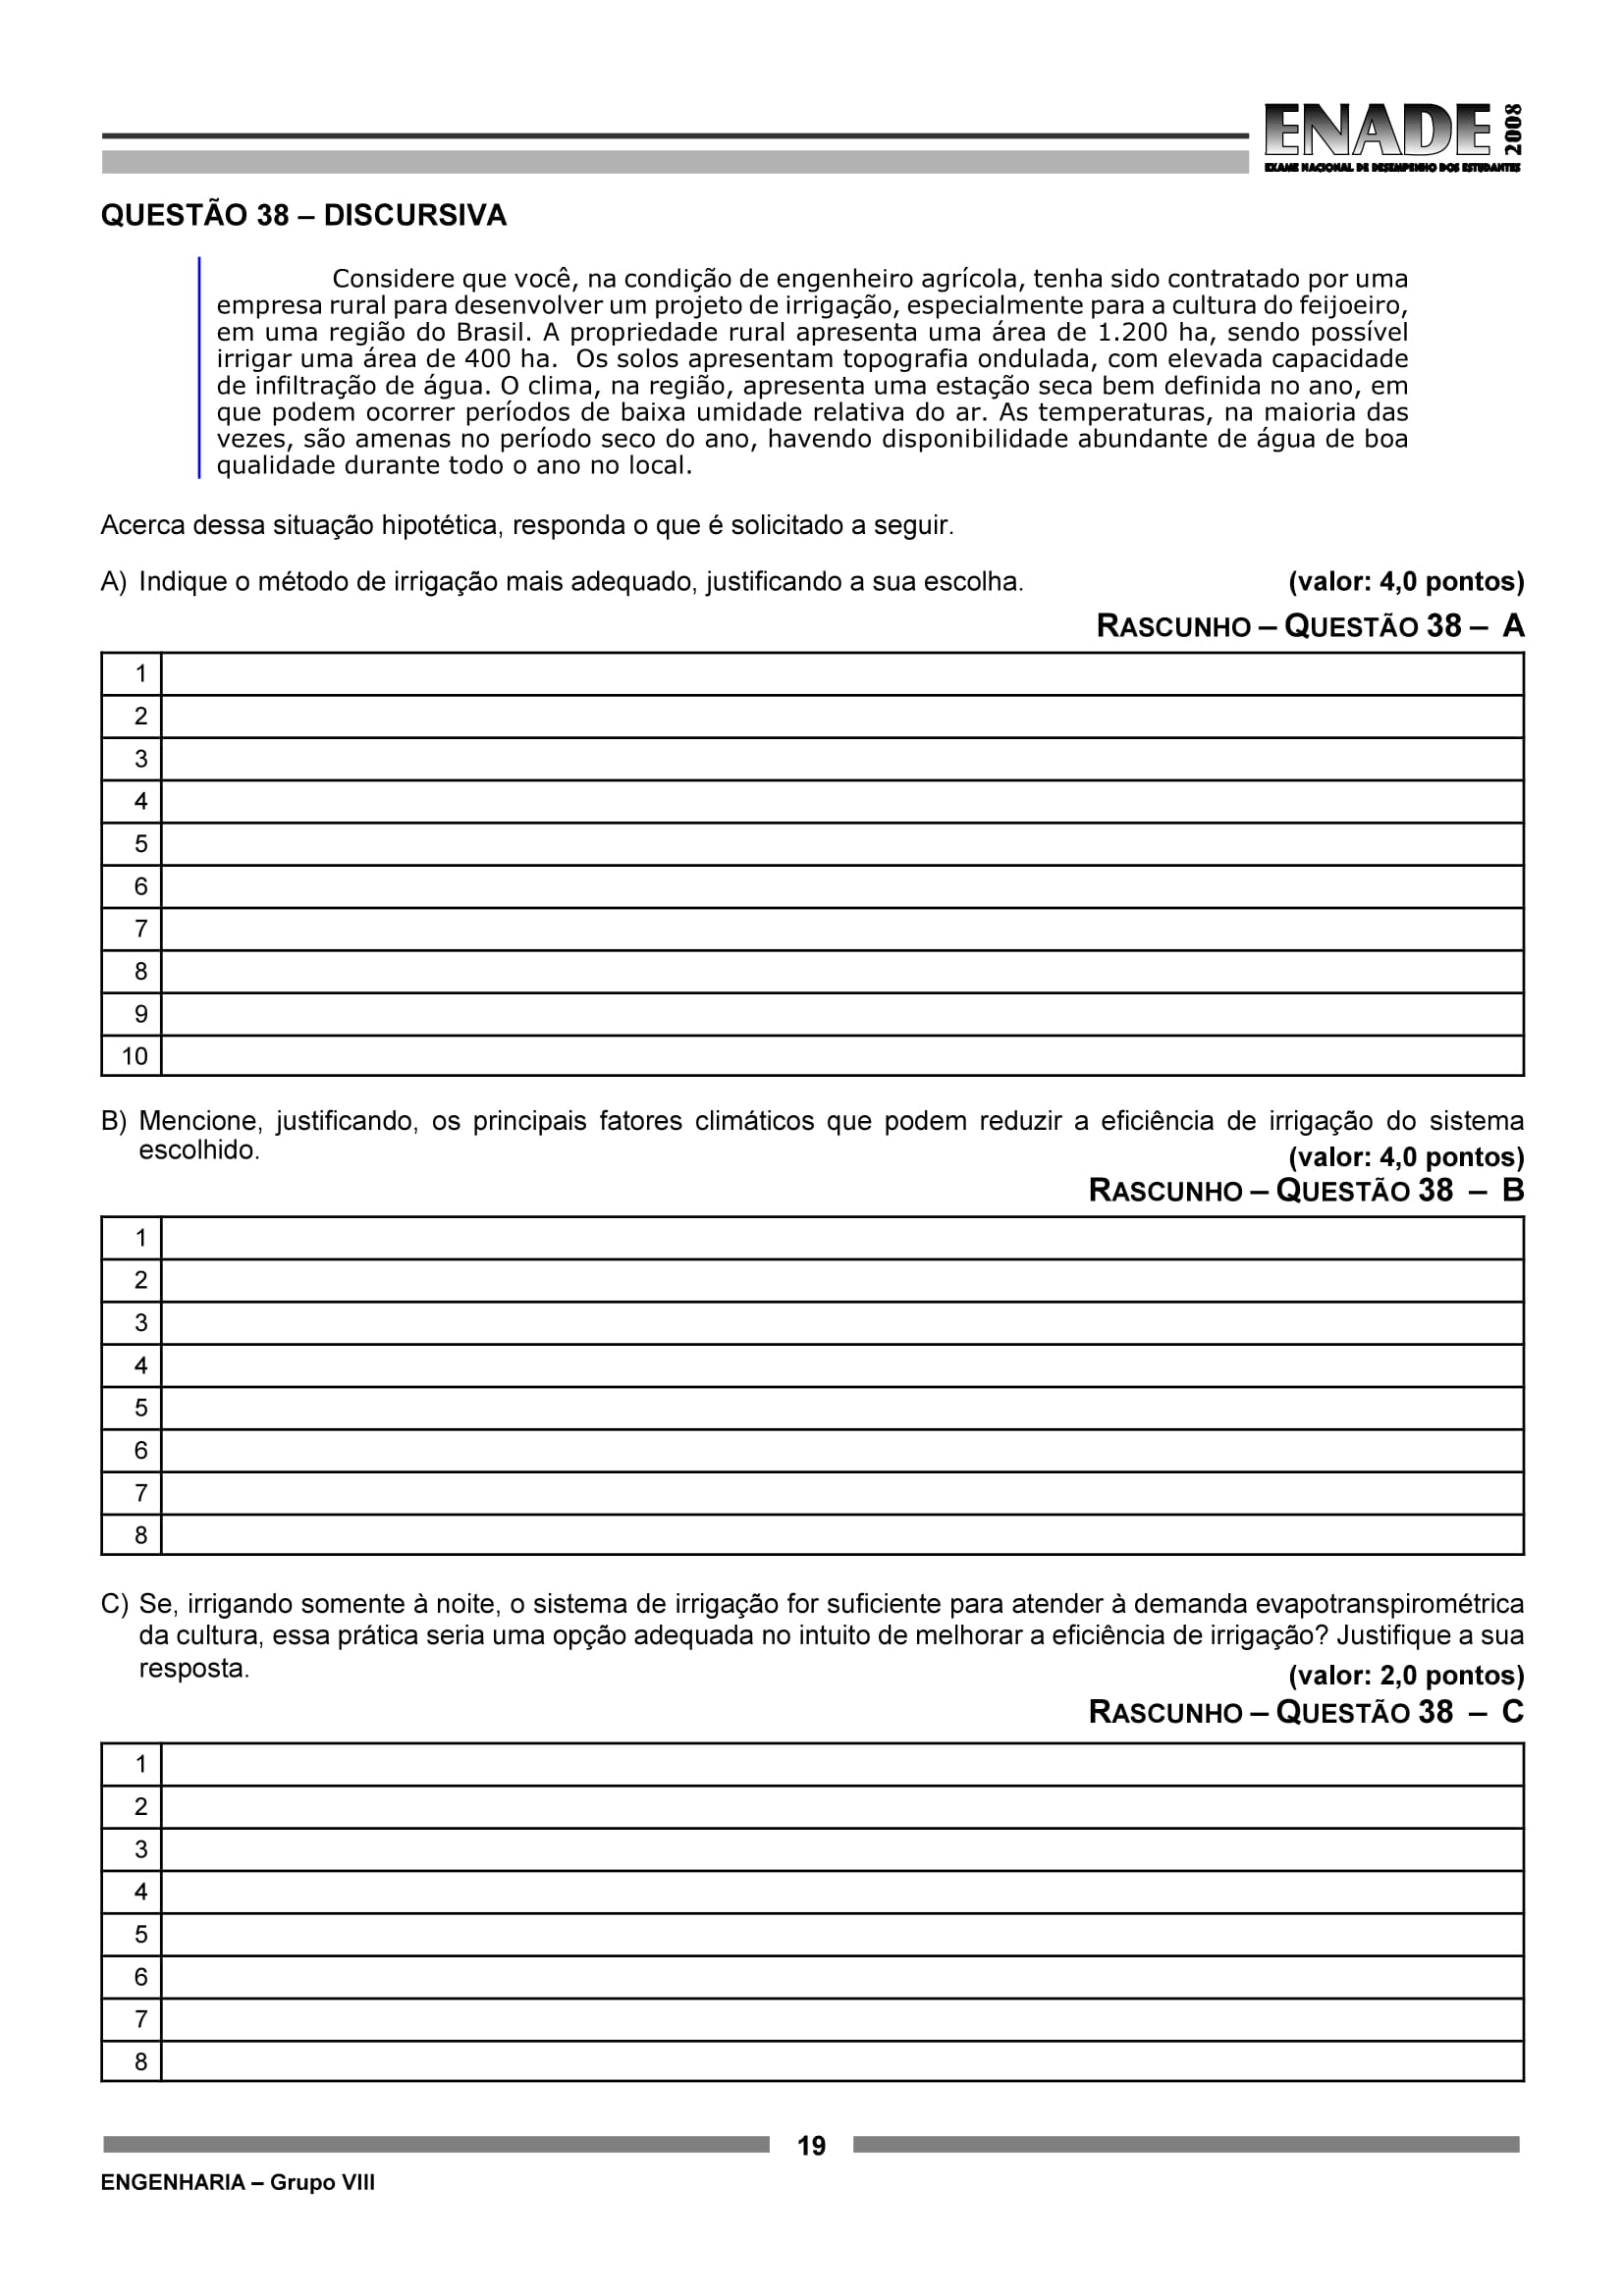 ENADE 2008
EXAME NACIONAL DE DESEMPENHO DOS ESTUDANTES
QUESTÃO 38 – DISCURSIVA
Considere que você, na condição de engenheiro agrícola, tenha sido contratado por uma
empresa rural para desenvolver um projeto de irrigação, especialmente para a cultura do feijoeiro,
em uma região do Brasil. A propriedade rural apresenta uma área de 1.200 ha, sendo possível
irrigar uma área de 400 ha. Os solos apresentam topografia ondulada, com elevada capacidade
de infiltração de água. O clima, na região, apresenta uma estação seca bem definida no ano, em
que podem ocorrer períodos de baixa umidade relativa do ar. As temperaturas, na maioria das
vezes, são amenas no período seco do ano, havendo disponibilidade abundante de água de boa
qualidade durante todo o ano no local.
Acerca dessa situação hipotética, responda o que é solicitado a seguir.
A) Indique o método de irrigação mais adequado, justificando a sua escolha. (valor: 4,0 pontos)
RASCUNHO – QUESTÃO 38 – A
1
2
3
4
5
6
7
8
9
10
B) Mencione, justificando, os principais fatores climáticos que podem reduzir a eficiência de irrigação do sistema
escolhido. (valor: 4,0 pontos)
RASCUNHO – QUESTÃO 38 – B
1
2
3
4
5
6
7
8
C) Se, irrigando somente à noite, o sistema de irrigação for suficiente para atender à demanda evapotranspirométrica
da cultura, essa prática seria uma opção adequada no intuito de melhorar a eficiência de irrigação? Justifique a sua
resposta. (valor: 2,0 pontos)
RASCUNHO – QUESTÃO 38 – C
1
2
3
4
5
6
7
8
19
ENGENHARIA – Grupo VIII